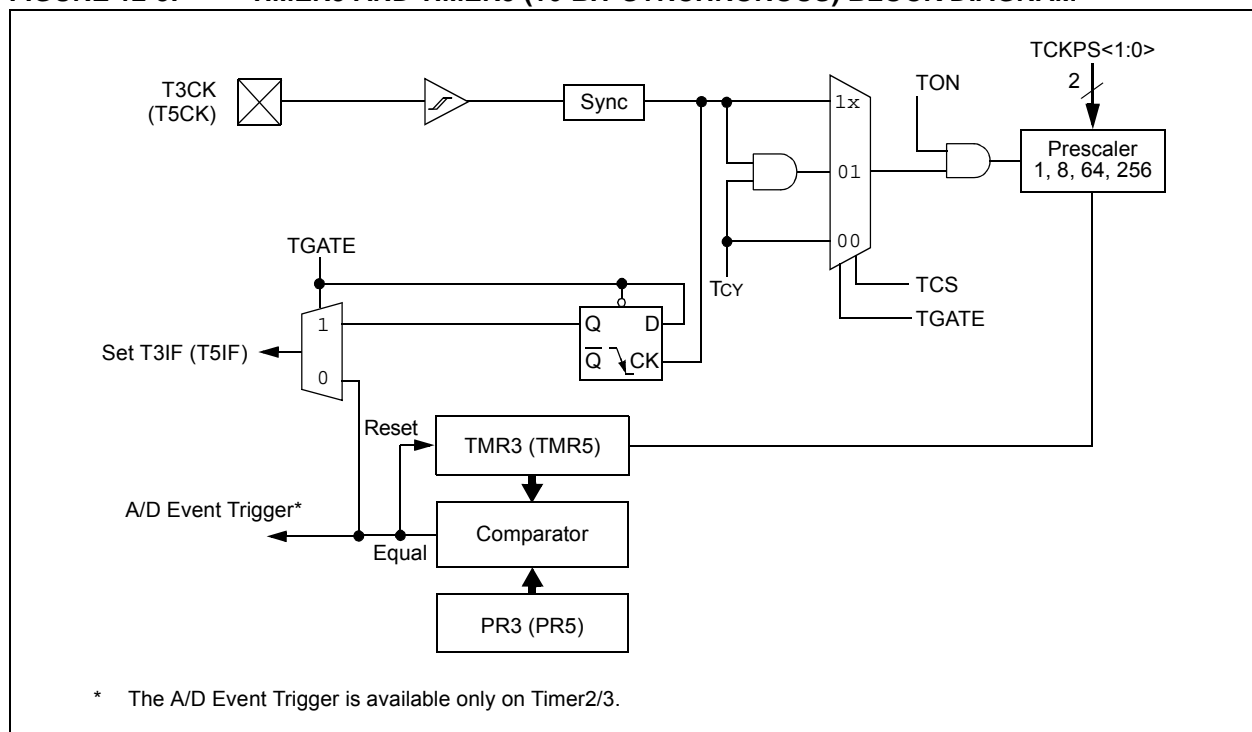 T3CK
(T5CK)
Sync
1x
01
00
TON
TCKPS<1:0>
2
Prescaler
1, 8, 64, 256
TCY
TCS
TGATE
TGATE
1
0
Set T3IF (T5IF)
Q D
Q CK
Reset
TMR3 (TMR5)
A/D Event Trigger*
Equal
Comparator
PR3 (PR5)
* The A/D Event Trigger is available only on Timer2/3.